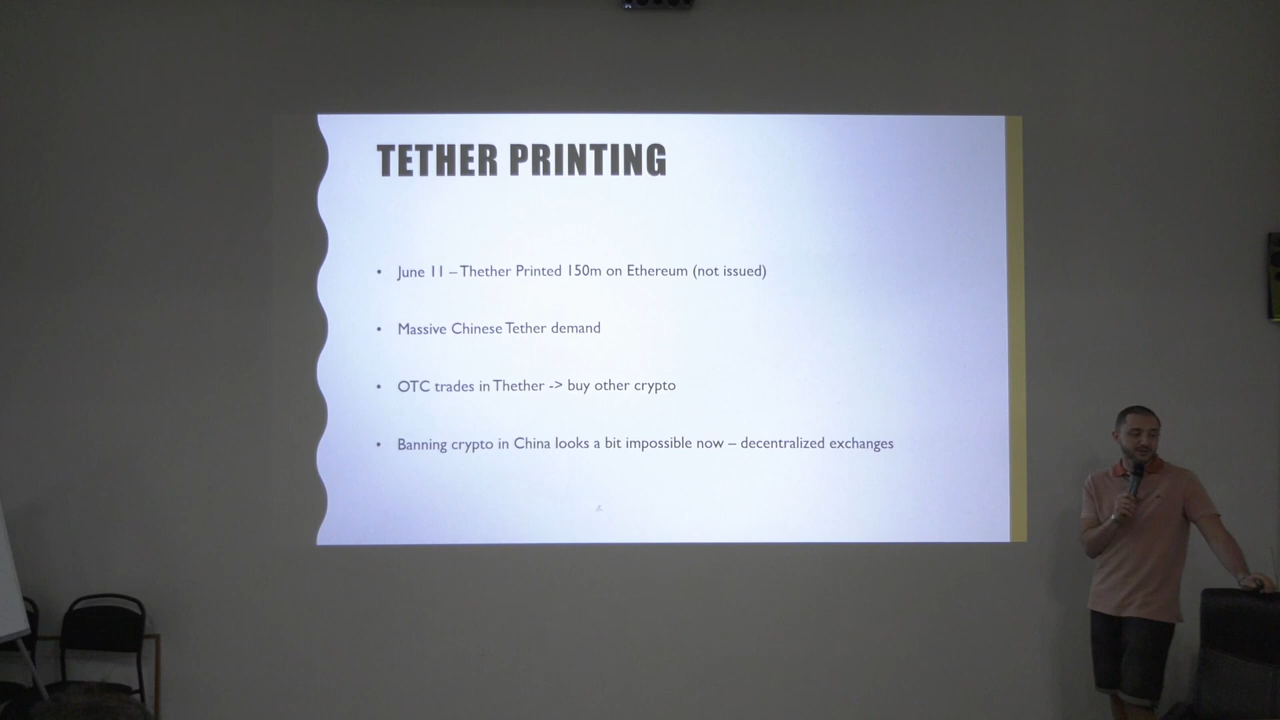 TETHER PRINTING
• June 11 – Thether Printed 150m on Ethereum (not issued)
• Massive Chinese Tether demand
• OTC trades in Thether -> buy other crypto
• Banning crypto in China looks a bit impossible now – decentralized exchanges